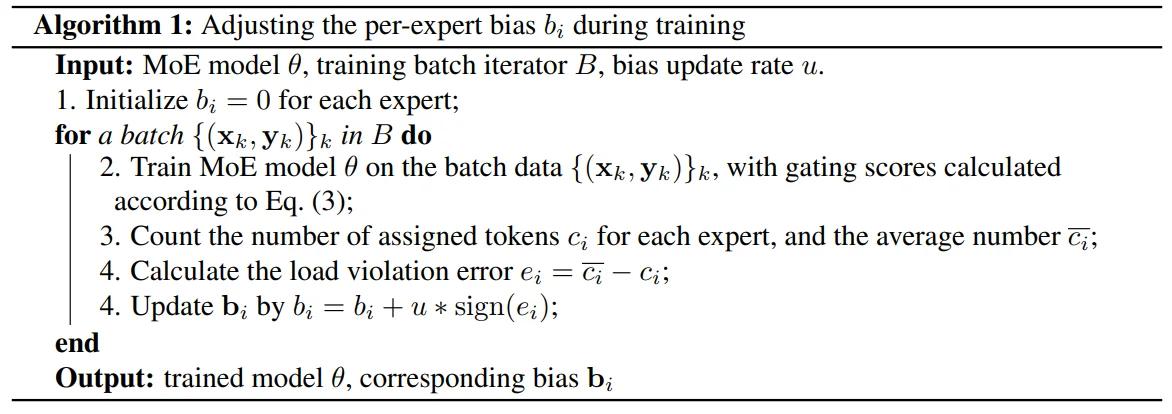 Algorithm 1: Adjusting the per-expert bias $b_i$ during training
Input: MoE model $\theta$, training batch iterator $B$, bias update rate $u$.
1. Initialize $b_i = 0$ for each expert;
for a batch $\{(\mathbf{x}_k, \mathbf{y}_k)\}_k$ in $B$ do
2. Train MoE model $\theta$ on the batch data $\{(\mathbf{x}_k, \mathbf{y}_k)\}_k$, with gating scores calculated
according to Eq. (3);
3. Count the number of assigned tokens $c_i$ for each expert, and the average number $\overline{c_i}$;
4. Calculate the load violation error $e_i = \overline{c_i} - c_i$;
4. Update $\mathbf{b}_i$ by $b_i = b_i + u * \mathrm{sign}(e_i)$;
end
Output: trained model $\theta$, corresponding bias $\mathbf{b}_i$